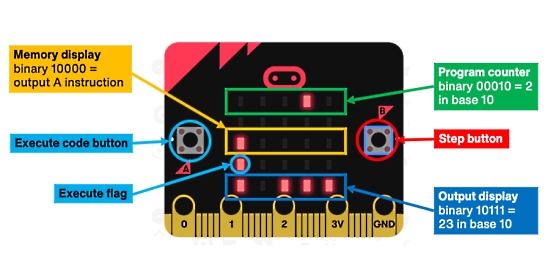 Memory display
binary 10000 =
output A instruction
Program counter
binary 00010 = 2
in base 10
B
Execute code button
Step button
A
Execute flag
Output display
binary 10111 =
23 in base 10
0
1
2
3V
GND